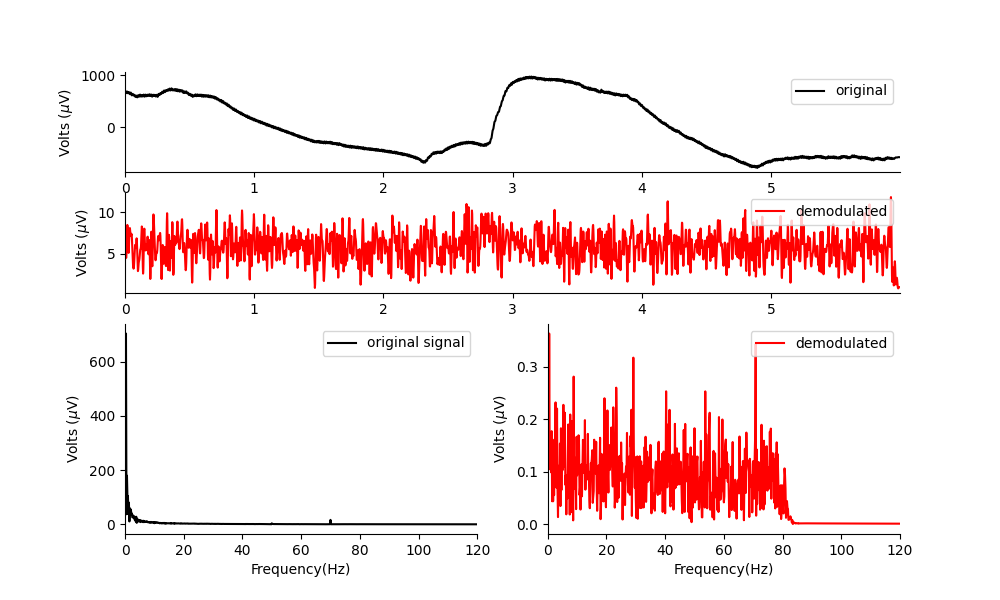 1000
0
Volts (μV)
original
0 1 2 3 4 5
10
5
Volts (μV)
demodulated
0 1 2 3 4 5
600
400
200
0
Volts (μV)
original signal
0 20 40 60 80 100 120
Frequency(Hz)
0.3
0.2
0.1
0.0
Volts (μV)
demodulated
0 20 40 60 80 100 120
Frequency(Hz)